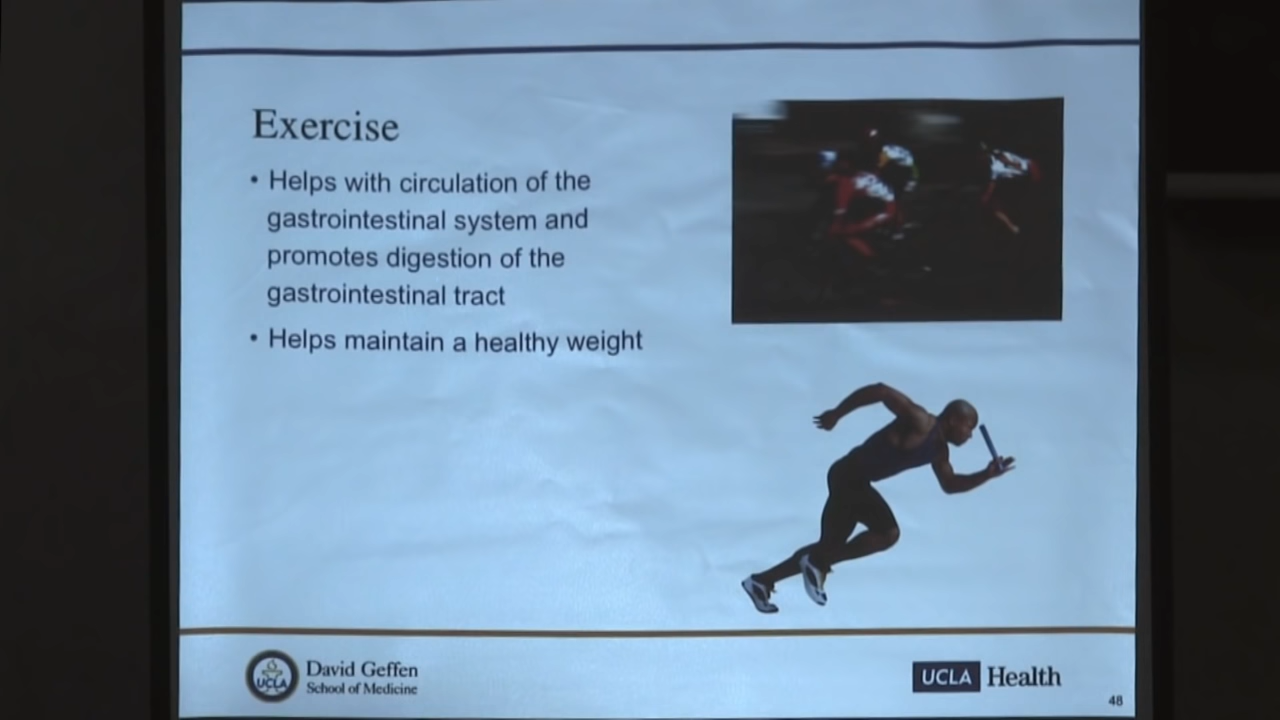 Exercise
• Helps with circulation of the
gastrointestinal system and
promotes digestion of the
gastrointestinal tract
• Helps maintain a healthy weight
UCLA
David Geffen
School of Medicine
UCLA Health
48